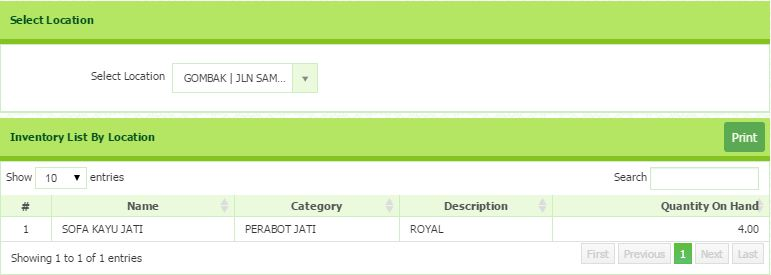 Select Location
Select Location GOMBAK | JLN SAM...
Inventory List By Location Print
Show 10 entries Search
# Name Category Description Quantity On Hand
1 SOFA KAYU JATI PERABOT JATI ROYAL 4.00
Showing 1 to 1 of 1 entries First Previous 1 Next Last